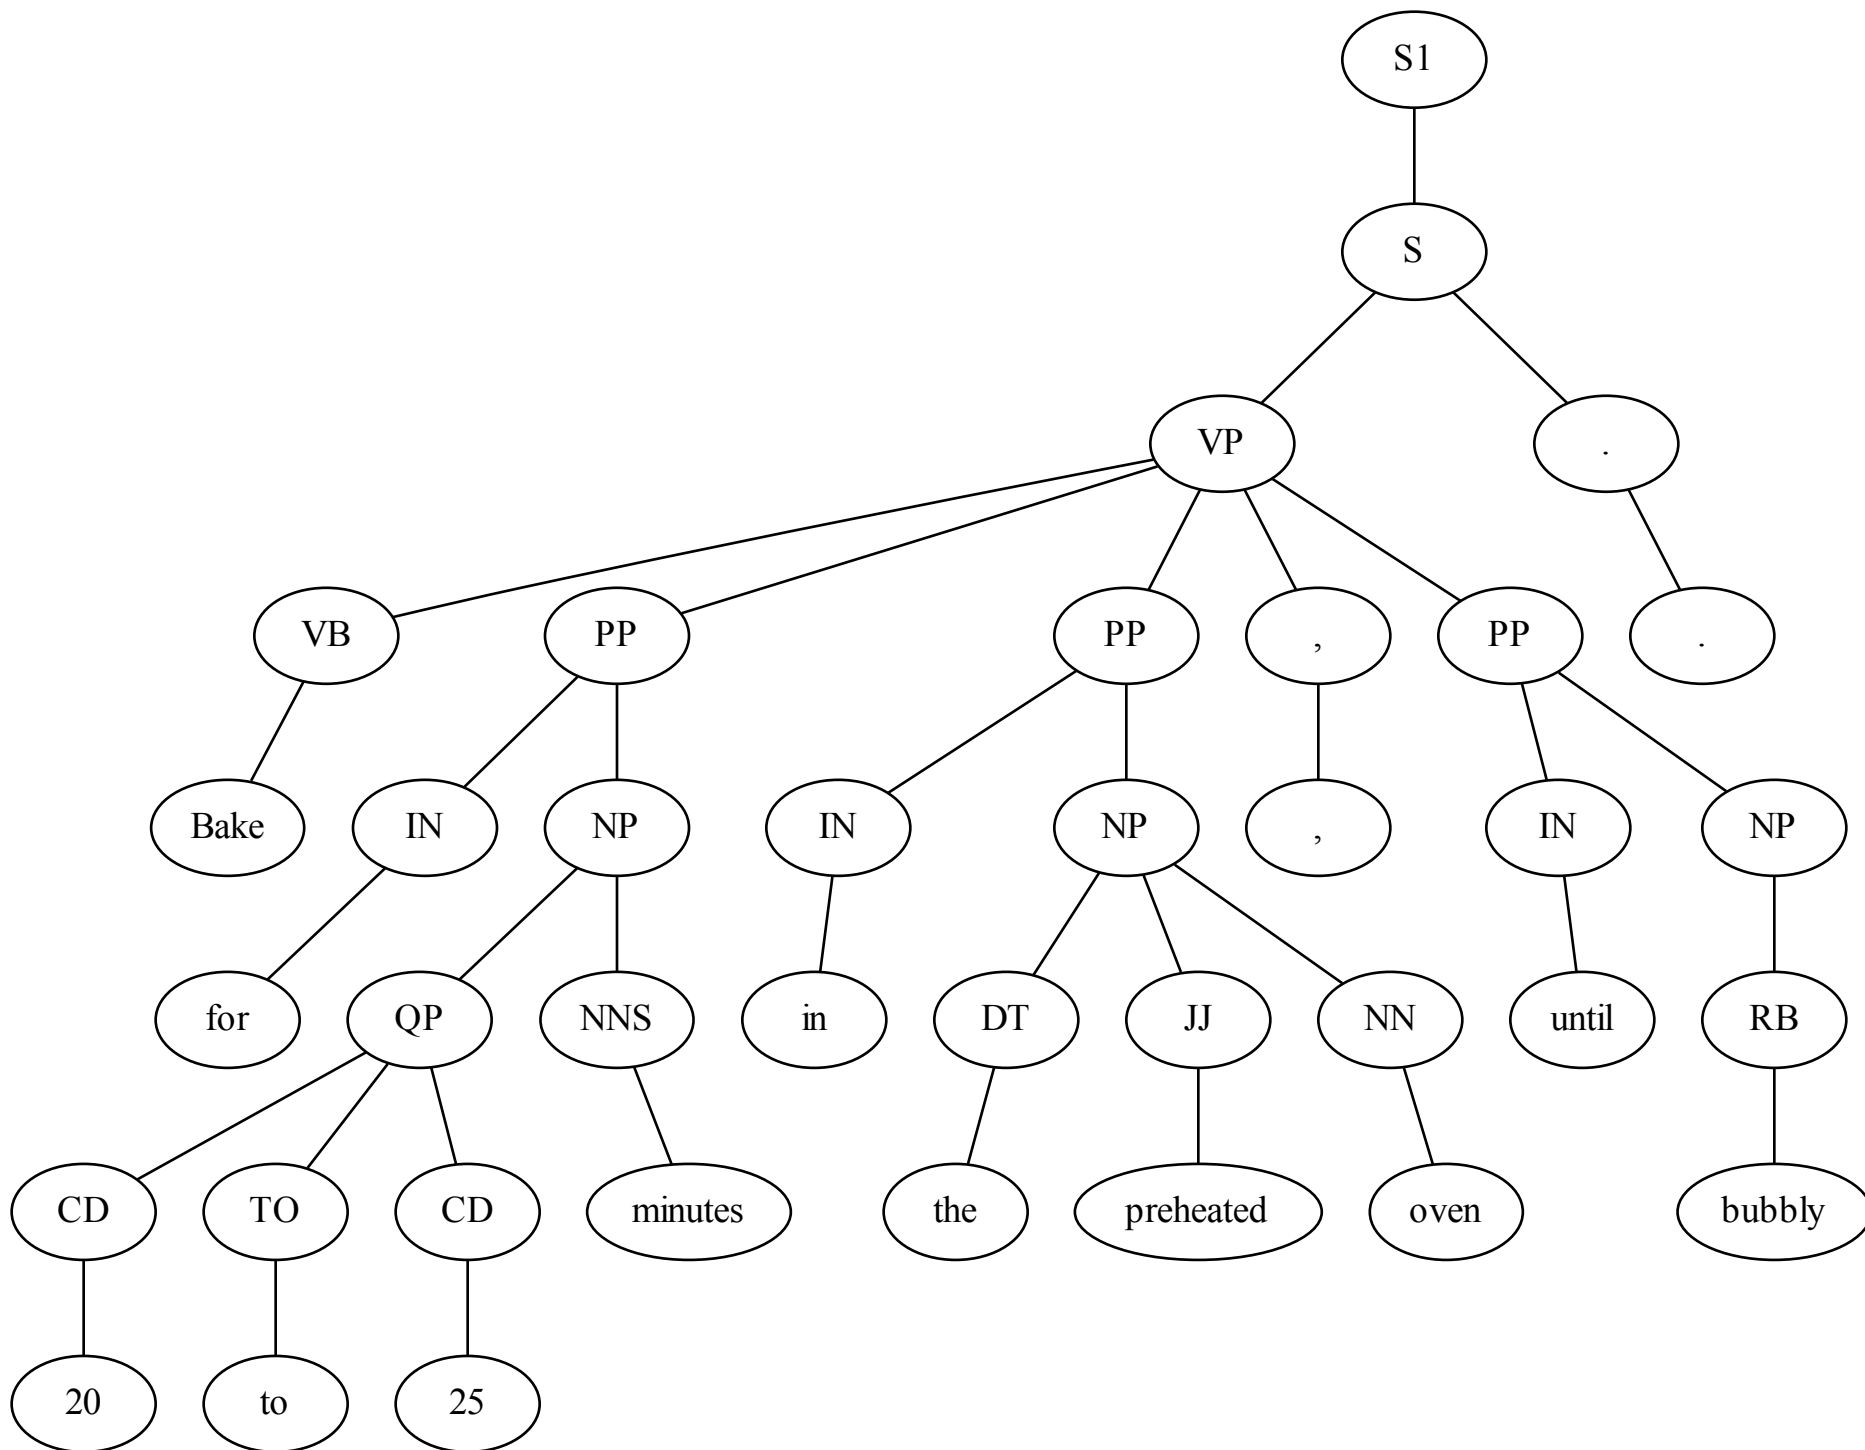 S1
S
VP .
VB PP PP , PP .
Bake IN NP IN NP , IN NP
for QP NNS in DT JJ NN until RB
CD TO CD minutes the preheated oven bubbly
20 to 25